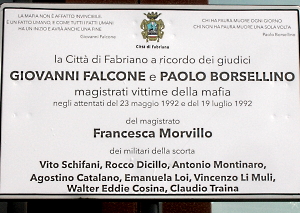 LA MAFIA NON È AFFATTO INVINCIBILE
È UN FATTO UMANO, E COME TUTTI I FATTI UMANI
HA UN INIZIO E AVRÀ ANCHE UNA FINE
Giovanni Falcone
CHI HA PAURA MUORE OGNI GIORNO
CHI NON HA PAURA MUORE UNA SOLA VOLTA
Paolo Borsellino
Città di Fabriano
la Città di Fabriano a ricordo dei giudici
GIOVANNI FALCONE e PAOLO BORSELLINO
magistrati vittime della mafia
negli attentati del 23 maggio 1992 e del 19 luglio 1992
del magistrato
Francesca Morvillo
dei militari della scorta
Vito Schifani, Rocco Dicillo, Antonio Montinaro,
Agostino Catalano, Emanuela Loi, Vincenzo Li Muli,
Walter Eddie Cosina, Claudio Traina